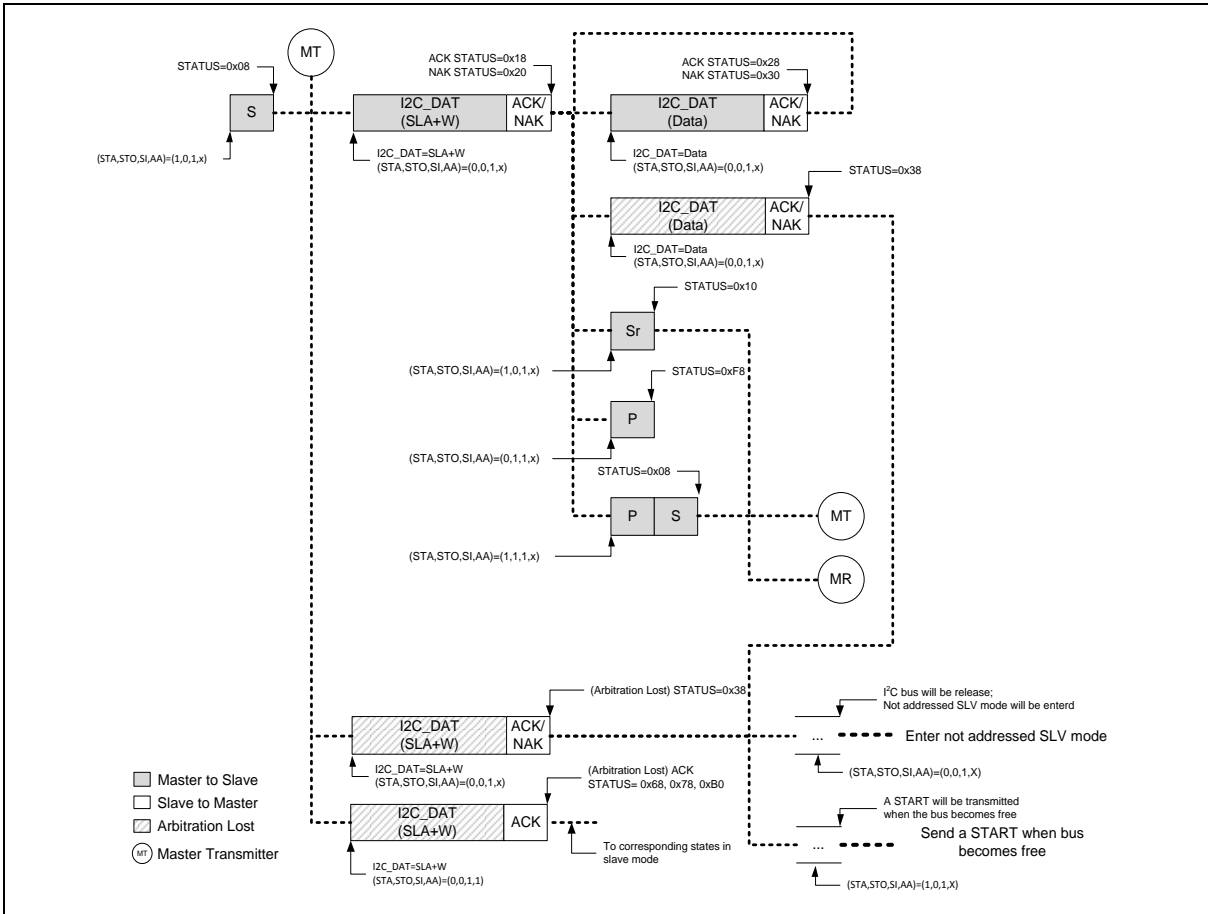 MT
STATUS=0x08
ACK STATUS=0x18
NAK STATUS=0x20
ACK STATUS=0x28
NAK STATUS=0x30
S
I2C_DAT
(SLA+W)
ACK/
NAK
I2C_DAT
(Data)
ACK/
NAK
(STA,STO,SI,AA)=(1,0,1,x)
I2C_DAT=SLA+W
(STA,STO,SI,AA)=(0,0,1,x)
I2C_DAT=Data
(STA,STO,SI,AA)=(0,0,1,x)
STATUS=0x38
I2C_DAT
(Data)
ACK/
NAK
I2C_DAT=Data
(STA,STO,SI,AA)=(0,0,1,x)
STATUS=0x10
Sr
(STA,STO,SI,AA)=(1,0,1,x)
STATUS=0xF8
P
(STA,STO,SI,AA)=(0,1,1,x)
STATUS=0x08
P
S
MT
(STA,STO,SI,AA)=(1,1,1,x)
MR
(Arbitration Lost) STATUS=0x38
I2C_DAT
(SLA+W)
ACK/
NAK
I2C_DAT=SLA+W
(STA,STO,SI,AA)=(0,0,1,x)
I²C bus will be release;
Not addressed SLV mode will be enterd
...
Enter not addressed SLV mode
(STA,STO,SI,AA)=(0,0,1,X)
(Arbitration Lost) ACK
STATUS= 0x68, 0x78, 0xB0
I2C_DAT
(SLA+W)
ACK
To corresponding states in
slave mode
I2C_DAT=SLA+W
(STA,STO,SI,AA)=(0,0,1,1)
A START will be transmitted
when the bus becomes free
...
Send a START when bus
becomes free
(STA,STO,SI,AA)=(1,0,1,X)
Master to Slave
Slave to Master
Arbitration Lost
MT
Master Transmitter